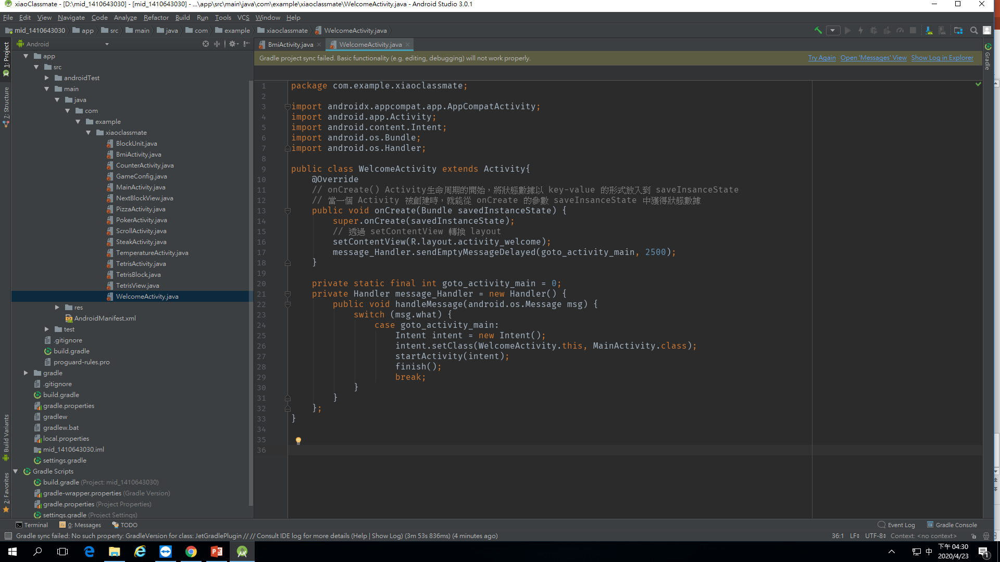 xiaoClassmate - [D:\mid_1410643030] - [mid_1410643030] - ...\app\src\main\java\com\example\xiaoclassmate\WelcomeActivity.java - Android Studio 3.0.1
File Edit View Navigate Code Analyze Refactor Build Run Tools VCS Window Help
mid_1410643030 app src main java com example xiaoclassmate WelcomeActivity.java
1: Project
7: Structure
Build Variants
2: Favorites
Android
app
src
androidTest
main
java
com
example
xiaoclassmate
BlockUnit.java
BmiActivity.java
CounterActivity.java
GameConfig.java
MainActivity.java
NextBlockView.java
PizzaActivity.java
PokerActivity.java
ScrollActivity.java
SteakActivity.java
TemperatureActivity.java
TetrisActivity.java
TetrisBlock.java
TetrisView.java
WelcomeActivity.java
res
AndroidManifest.xml
test
.gitignore
build.gradle
proguard-rules.pro
gradle
.gitignore
build.gradle
gradle.properties
gradlew
gradlew.bat
local.properties
mid_1410643030.iml
settings.gradle
Gradle Scripts
build.gradle (Project: mid_1410643030)
gradle-wrapper.properties (Gradle Version)
gradle.properties (Project Properties)
settings.gradle (Project Settings)
BmiActivity.java WelcomeActivity.java
Gradle project sync failed. Basic functionality (e.g. editing, debugging) will not work properly. Try Again Open 'Messages' View Show Log in Explorer
Gradle
1 package com.example.xiaoclassmate;
2
3 import androidx.appcompat.app.AppCompatActivity;
4 import android.app.Activity;
5 import android.content.Intent;
6 import android.os.Bundle;
7 import android.os.Handler;
8
9 public class WelcomeActivity extends Activity{
10 @Override
11 // onCreate() Activity生命周期的開始，將狀態數據以 key-value 的形式放入到 saveInsanceState
12 // 當一個 Activity 被創建時，就能從 onCreate 的參數 saveInsanceState 中獲得狀態數據
13 public void onCreate(Bundle savedInstanceState) {
14 super.onCreate(savedInstanceState);
15 // 透過 setContentView 轉換 layout
16 setContentView(R.layout.activity_welcome);
17 message_Handler.sendEmptyMessageDelayed(goto_activity_main, 2500);
18 }
19
20 private static final int goto_activity_main = 0;
21 private Handler message_Handler = new Handler() {
22 public void handleMessage(android.os.Message msg) {
23 switch (msg.what) {
24 case goto_activity_main:
25 Intent intent = new Intent();
26 intent.setClass(WelcomeActivity.this, MainActivity.class);
27 startActivity(intent);
28 finish();
29 break;
30 }
31 }
32 };
33 }
34
35
36
Terminal 0: Messages TODO Event Log Gradle Console
Gradle sync failed: No such property: GradleVersion for class: JetGradlePlugin // // Consult IDE log for more details (Help | Show Log) (3m 53s 836ms) (4 minutes ago) 36:1 LF UTF-8 Context: <no context>
中
下午 04:30
2020/4/23
1